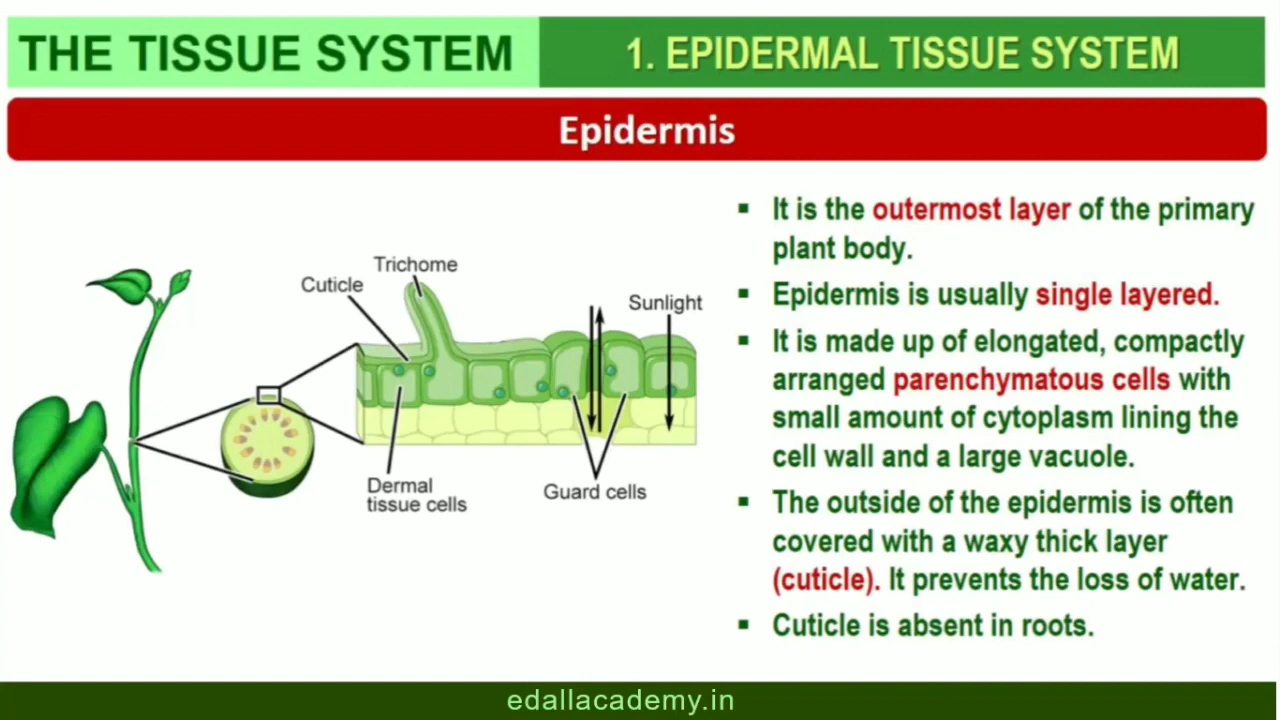 THE TISSUE SYSTEM
1. EPIDERMAL TISSUE SYSTEM
Epidermis
Trichome
Cuticle
Sunlight
Dermal
tissue cells
Guard cells
▪ It is the outermost layer of the primary
plant body.
▪ Epidermis is usually single layered.
▪ It is made up of elongated, compactly
arranged parenchymatous cells with
small amount of cytoplasm lining the
cell wall and a large vacuole.
▪ The outside of the epidermis is often
covered with a waxy thick layer
(cuticle). It prevents the loss of water.
▪ Cuticle is absent in roots.
edallacademy.in